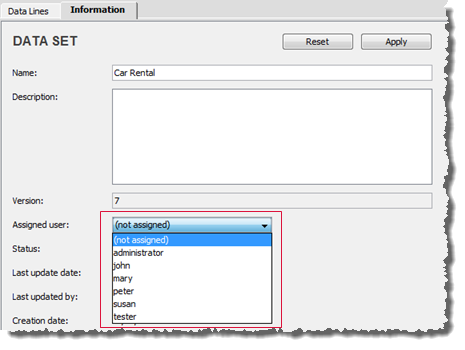 Data Lines Information
DATA SET Reset Apply
Name: Car Rental
Description:
Version: 7
Assigned user: (not assigned)
(not assigned)
Status: administrator
john
Last update date: mary
peter
Last updated by: susan
tester
Creation date: